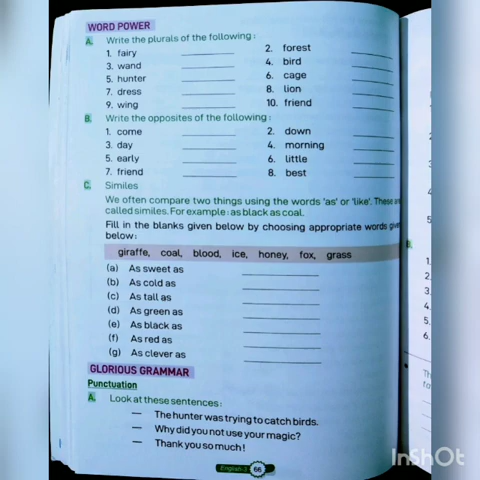 WORD POWER
A. Write the plurals of the following :
1. fairy 2. forest
3. wand 4. bird
5. hunter 6. cage
7. dress 8. lion
9. wing 10. friend
B. Write the opposites of the following :
1. come 2. down
3. day 4. morning
5. early 6. little
7. friend 8. best
C. Similes
We often compare two things using the words 'as' or 'like'. These are
called similes. For example : as black as coal.
Fill in the blanks given below by choosing appropriate words
below :
giraffe, coal, blood, ice, honey, fox, grass
(a) As sweet as
(b) As cold as
(c) As tall as
(d) As green as
(e) As black as
(f) As red as
(g) As clever as
GLORIOUS GRAMMAR
Punctuation
A. Look at these sentences :
— The hunter was trying to catch birds.
— Why did you not use your magic?
— Thank you so much!
English-3 66
B.
1.
2.
3.
4.
5.
6.
InShOt